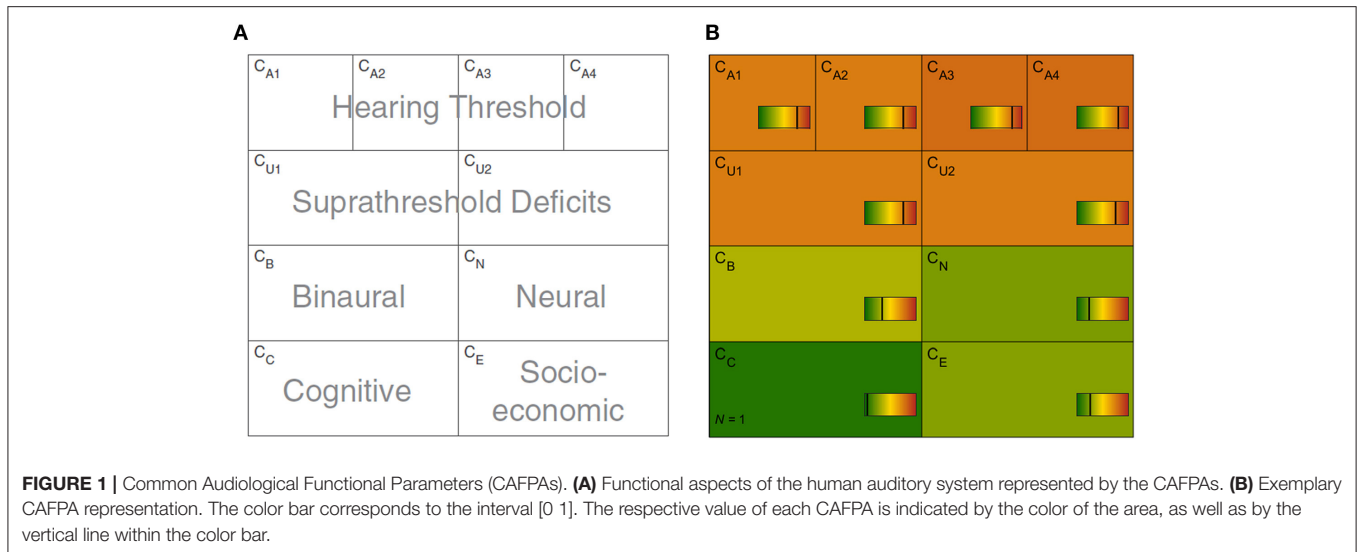 A
B
C_A1 C_A2 C_A3 C_A4
Hearing Threshold
C_U1 C_U2
Suprathreshold Deficits
C_B C_N
Binaural Neural
C_C C_E
Cognitive Socio-
economic
C_A1 C_A2 C_A3 C_A4
C_U1 C_U2
C_B C_N
C_C C_E
N = 1
FIGURE 1 | Common Audiological Functional Parameters (CAFPAs). (A) Functional aspects of the human auditory system represented by the CAFPAs. (B) Exemplary
CAFPA representation. The color bar corresponds to the interval [0 1]. The respective value of each CAFPA is indicated by the color of the area, as well as by the
vertical line within the color bar.